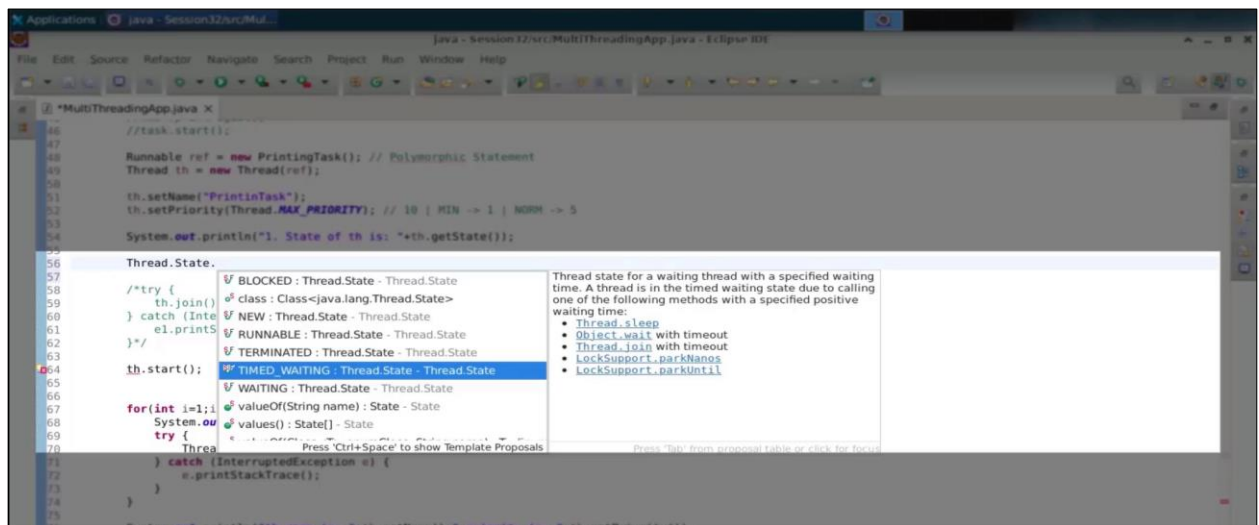 Applications java - Session32/src/Mul...
java - Session32/src/MultiThreadingApp.java - Eclipse IDE
File Edit Source Refactor Navigate Search Project Run Window Help
*MultiThreadingApp.java
46 //task.start();
47
48 Runnable ref = new PrintingTask(); // Polymorphic Statement
49 Thread th = new Thread(ref);
50
51 th.setName("PrintinTask");
52 th.setPriority(Thread.MAX_PRIORITY); // 10 | MIN -> 1 | NORM -> 5
53
54 System.out.println("1. State of th is: "+th.getState());
55
56 Thread.State.
57
58 /*try {
59 th.join()
60 } catch (Inte
61 e1.printS
62 }*/
63
64 th.start();
65
66
67 for(int i=1;i
68 System.ou
69 try {
70 Threa
BLOCKED : Thread.State - Thread.State
class : Class<java.lang.Thread.State>
NEW : Thread.State - Thread.State
RUNNABLE : Thread.State - Thread.State
TERMINATED : Thread.State - Thread.State
TIMED_WAITING : Thread.State - Thread.State
WAITING : Thread.State - Thread.State
valueOf(String name) : State - State
values() : State[] - State
Press 'Ctrl+Space' to show Template Proposals
Thread state for a waiting thread with a specified waiting
time. A thread is in the timed waiting state due to calling
one of the following methods with a specified positive
waiting time:
• Thread.sleep
• Object.wait with timeout
• Thread.join with timeout
• LockSupport.parkNanos
• LockSupport.parkUntil
Press 'Tab' from proposal table or click for focus
71 } catch (InterruptedException e) {
72 e.printStackTrace();
73 }
74 }
75